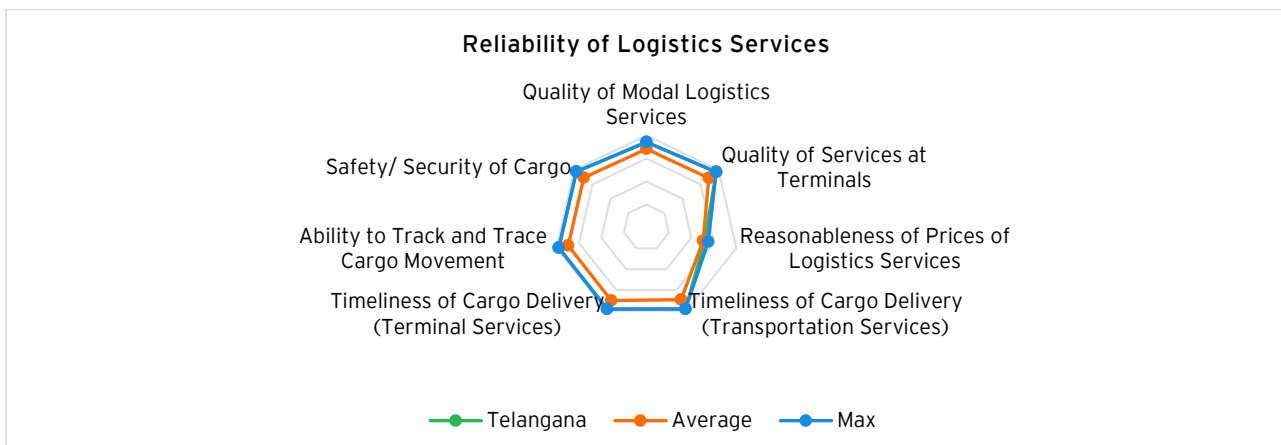 Reliability of Logistics Services
Quality of Modal Logistics
Services
Quality of Services at
Terminals
Reasonableness of Prices of
Logistics Services
Timeliness of Cargo Delivery
(Transportation Services)
Timeliness of Cargo Delivery
(Terminal Services)
Ability to Track and Trace
Cargo Movement
Safety/ Security of Cargo
Telangana
Average
Max